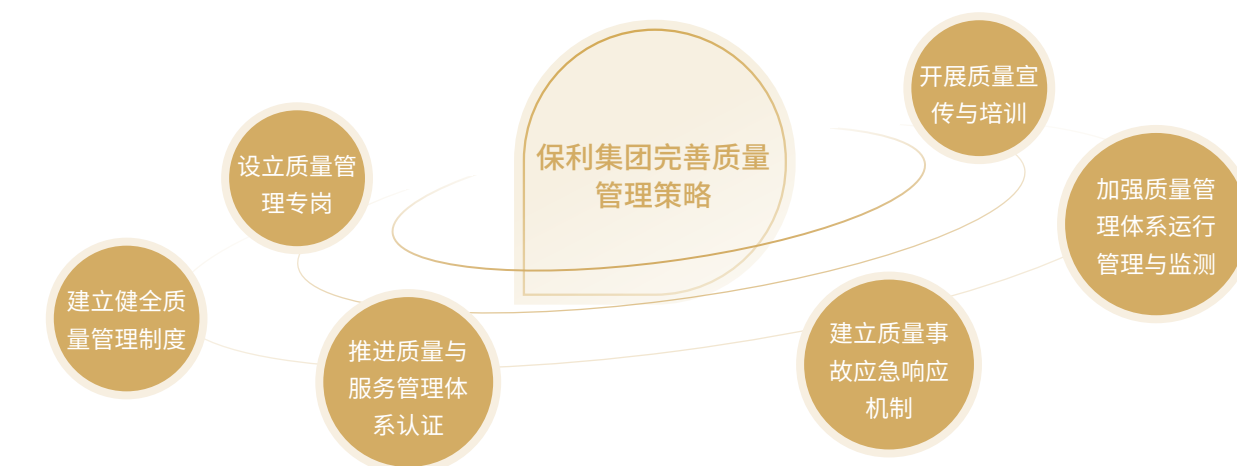 保利集团完善质量
管理策略
设立质量管
理专岗
建立健全质
量管理制度
推进质量与
服务管理体
系认证
建立质量事
故应急响应
机制
加强质量管
理体系运行
管理与监测
开展质量宣
传与培训